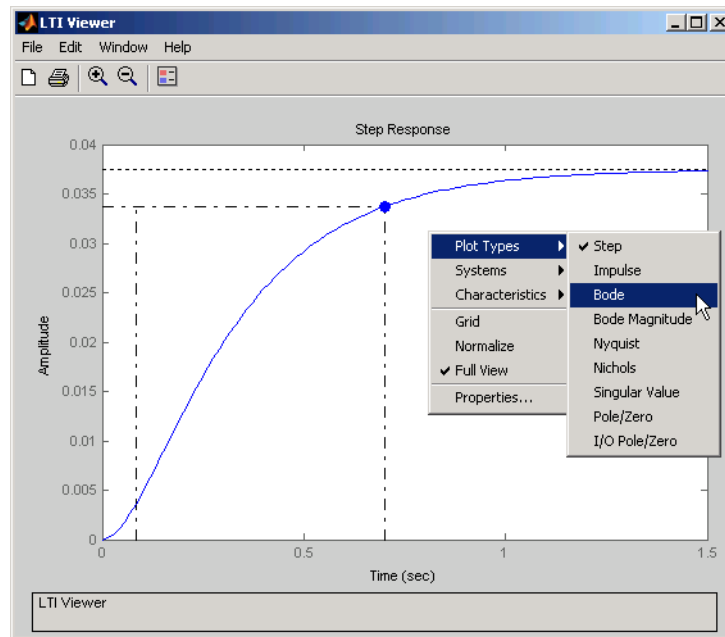 LTI Viewer
File Edit Window Help
Step Response
0.04
0.035
0.03
0.025
0.02
0.015
0.01
0.005
0
Amplitude
0 0.5 1 1.5
Time (sec)
Plot Types
Systems
Characteristics
Grid
Normalize
Full View
Properties...
Step
Impulse
Bode
Bode Magnitude
Nyquist
Nichols
Singular Value
Pole/Zero
I/O Pole/Zero
LTI Viewer